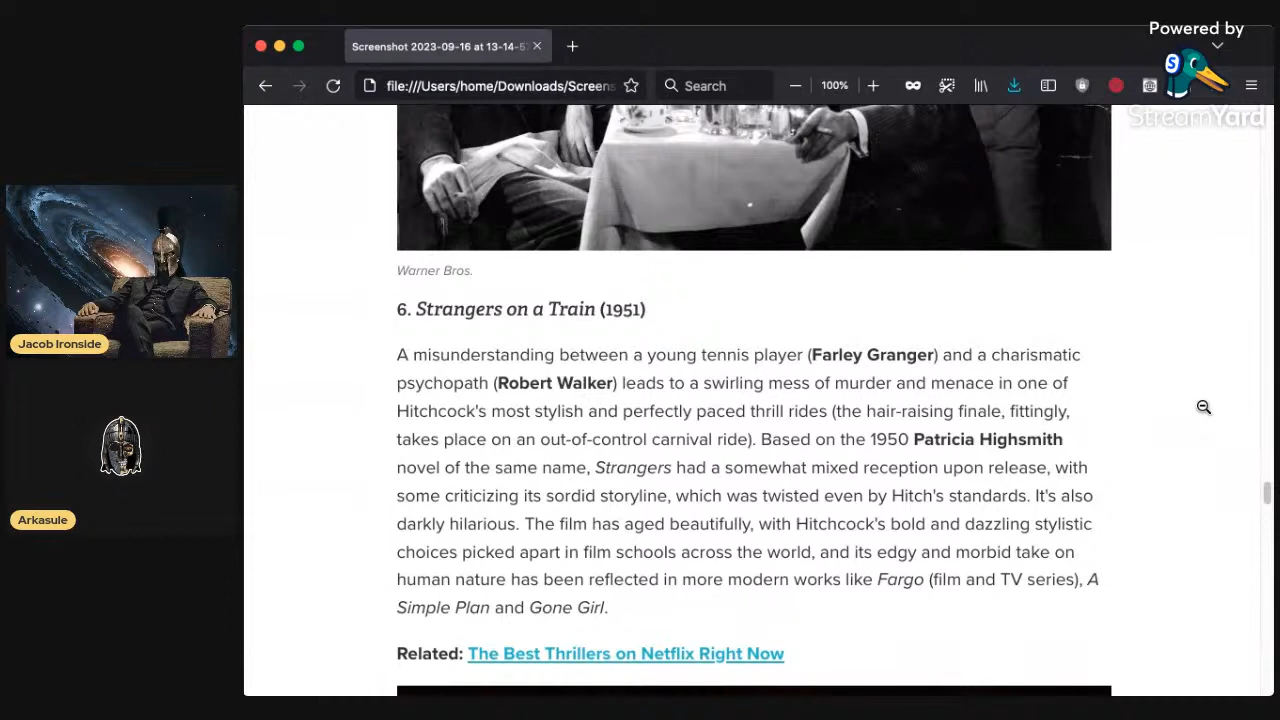 Powered by
StreamYard
Screenshot 2023-09-16 at 13-14-5
file:///Users/home/Downloads/Screens
Search
100%
Warner Bros.
6. Strangers on a Train (1951)
A misunderstanding between a young tennis player (Farley Granger) and a charismatic
psychopath (Robert Walker) leads to a swirling mess of murder and menace in one of
Hitchcock's most stylish and perfectly paced thrill rides (the hair-raising finale, fittingly,
takes place on an out-of-control carnival ride). Based on the 1950 Patricia Highsmith
novel of the same name, Strangers had a somewhat mixed reception upon release, with
some criticizing its sordid storyline, which was twisted even by Hitch's standards. It's also
darkly hilarious. The film has aged beautifully, with Hitchcock's bold and dazzling stylistic
choices picked apart in film schools across the world, and its edgy and morbid take on
human nature has been reflected in more modern works like Fargo (film and TV series), A
Simple Plan and Gone Girl.
Related: The Best Thrillers on Netflix Right Now
Jacob Ironside
Arkasule